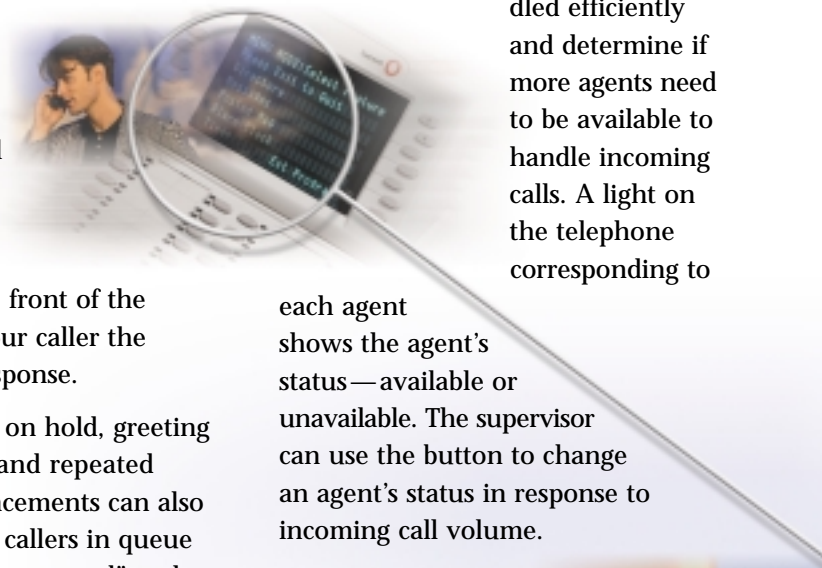 front of the
ur caller the
sponse.
on hold, greeting
and repeated
ncements can also
callers in queue
each agent
shows the agent's
status—available or
unavailable. The supervisor
can use the button to change
an agent's status in response to
incoming call volume.
dled efficiently
and determine if
more agents need
to be available to
handle incoming
calls. A light on
the telephone
corresponding to